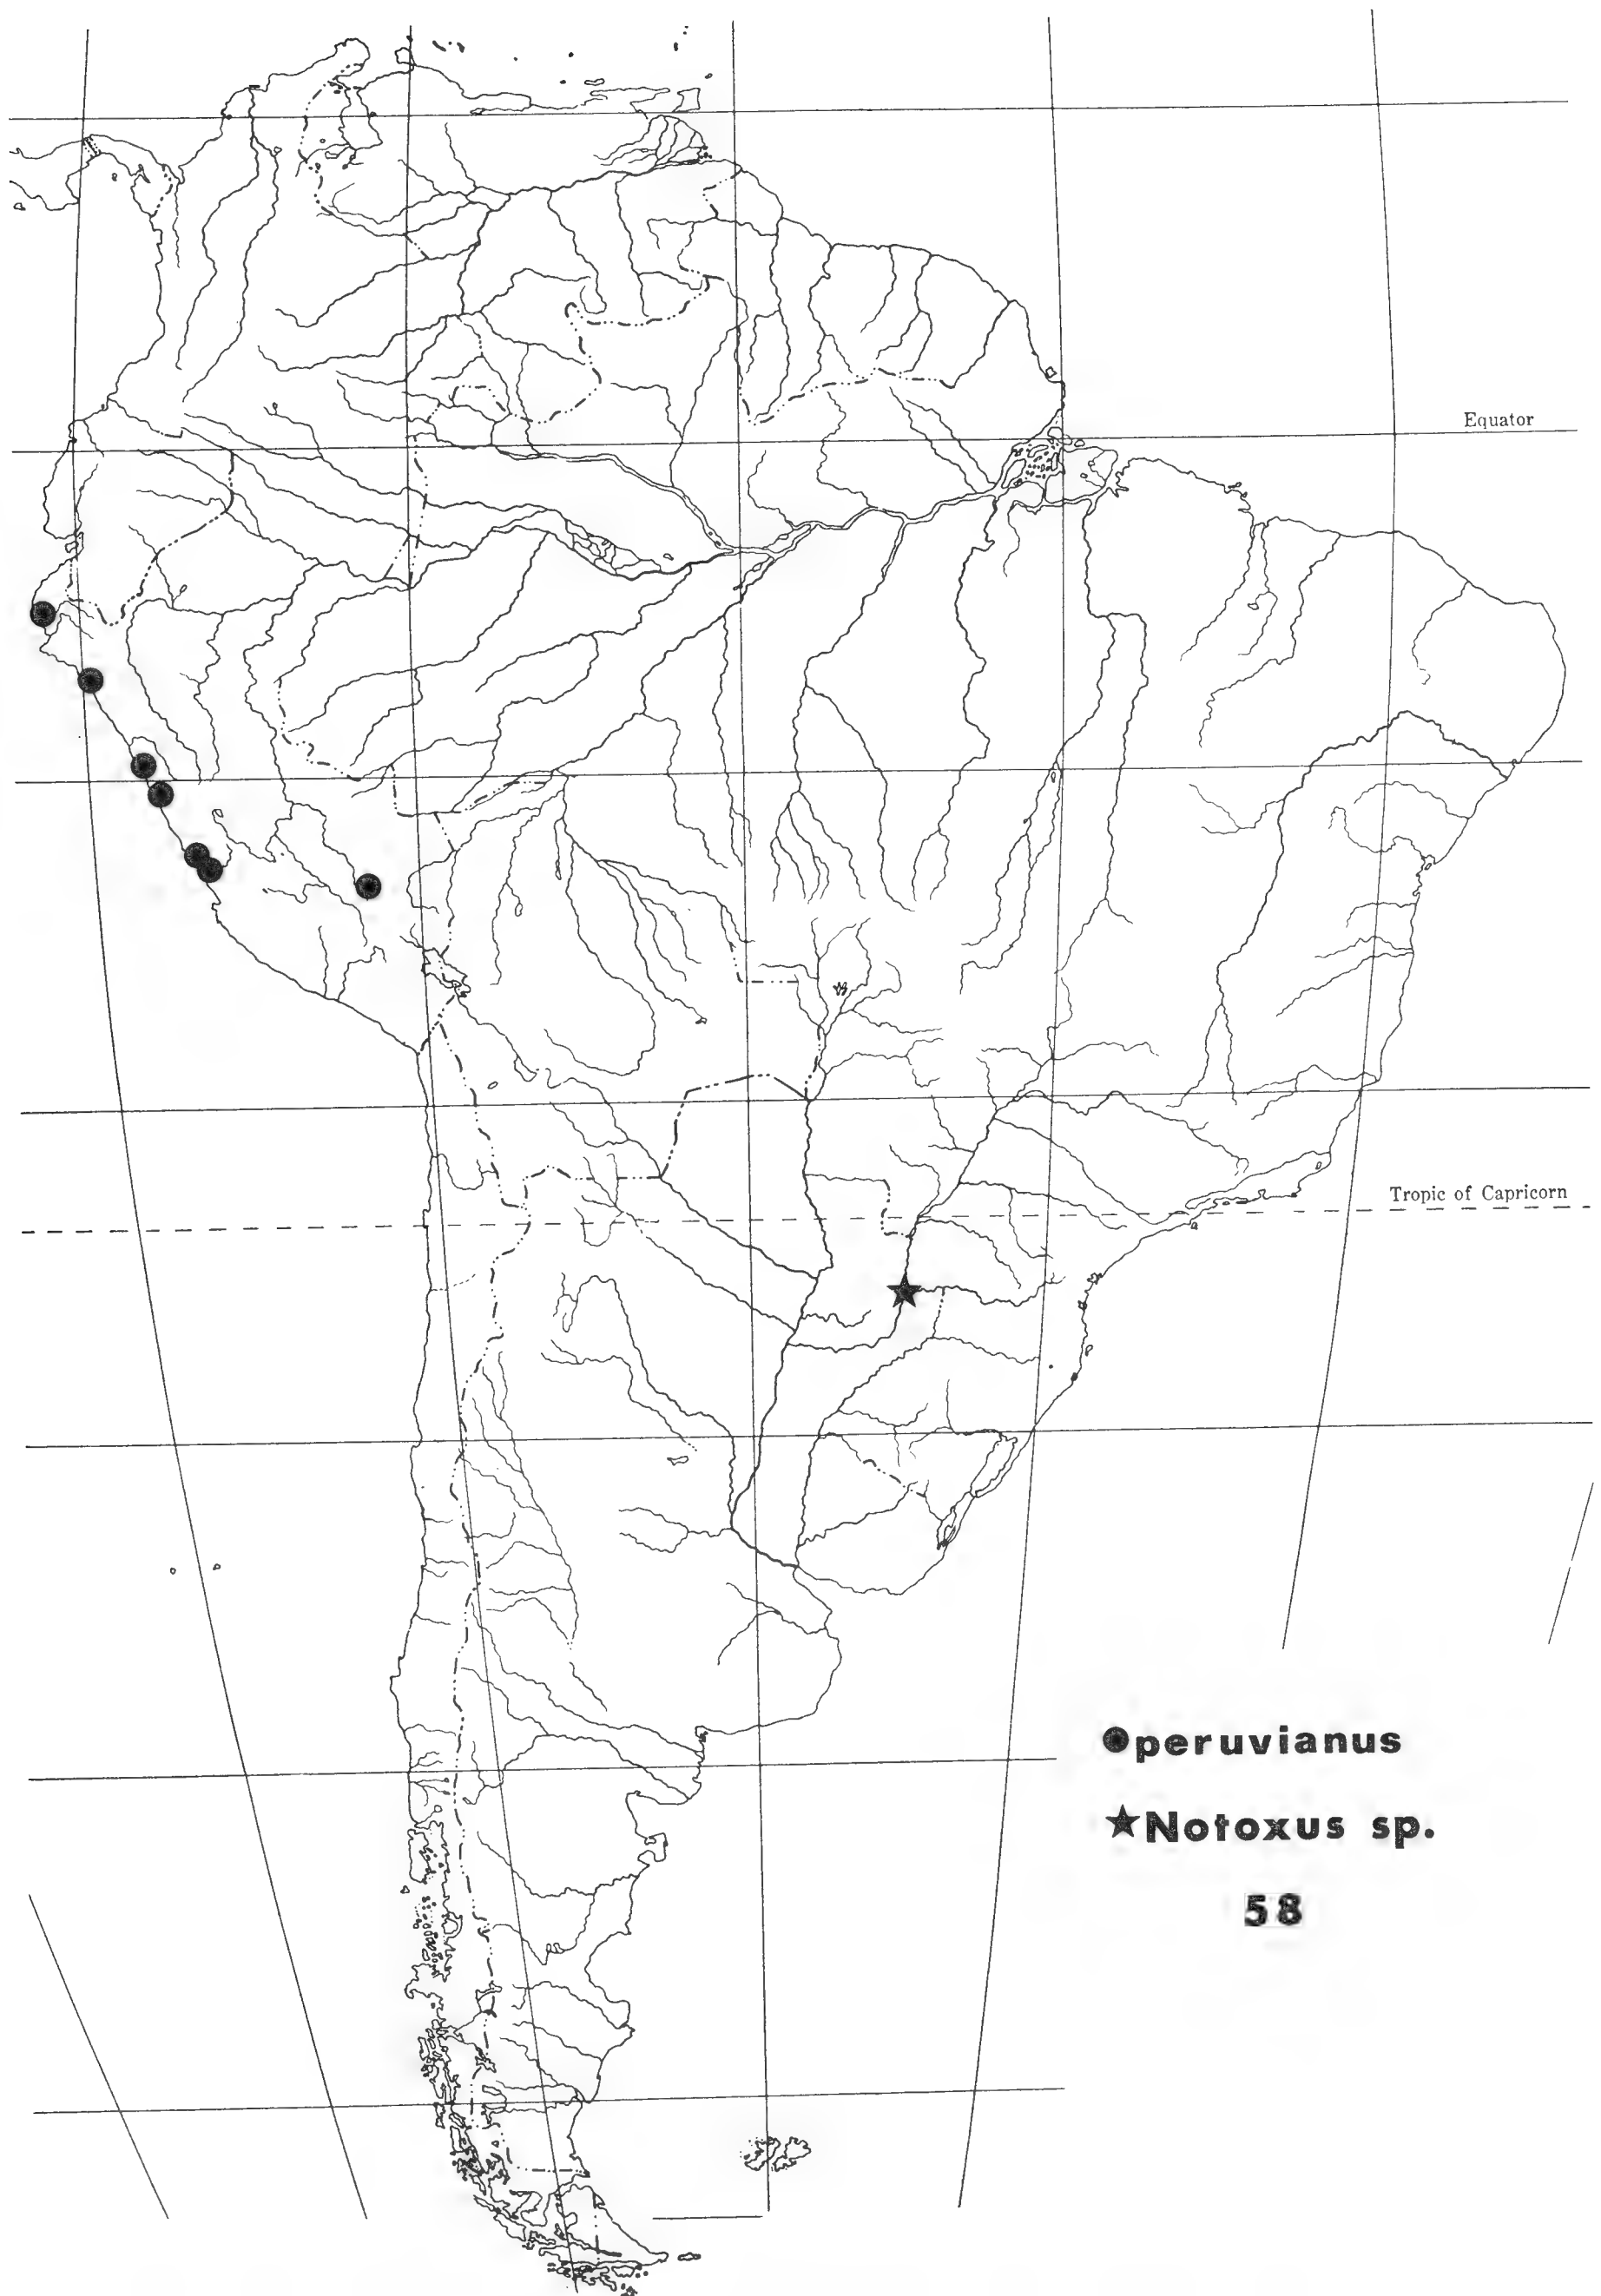 Equator
Tropic of Capricorn
peruvianus
Notoxus sp.
58